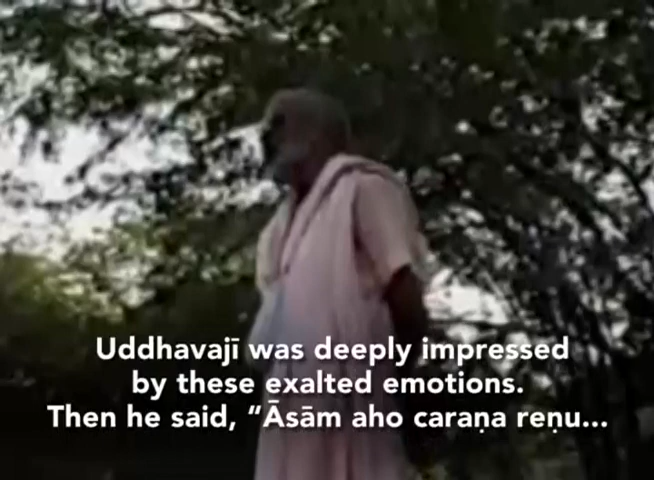 Uddhavajī was deeply impressed
by these exalted emotions.
Then he said, “Āsām aho caraṇa reṇu...